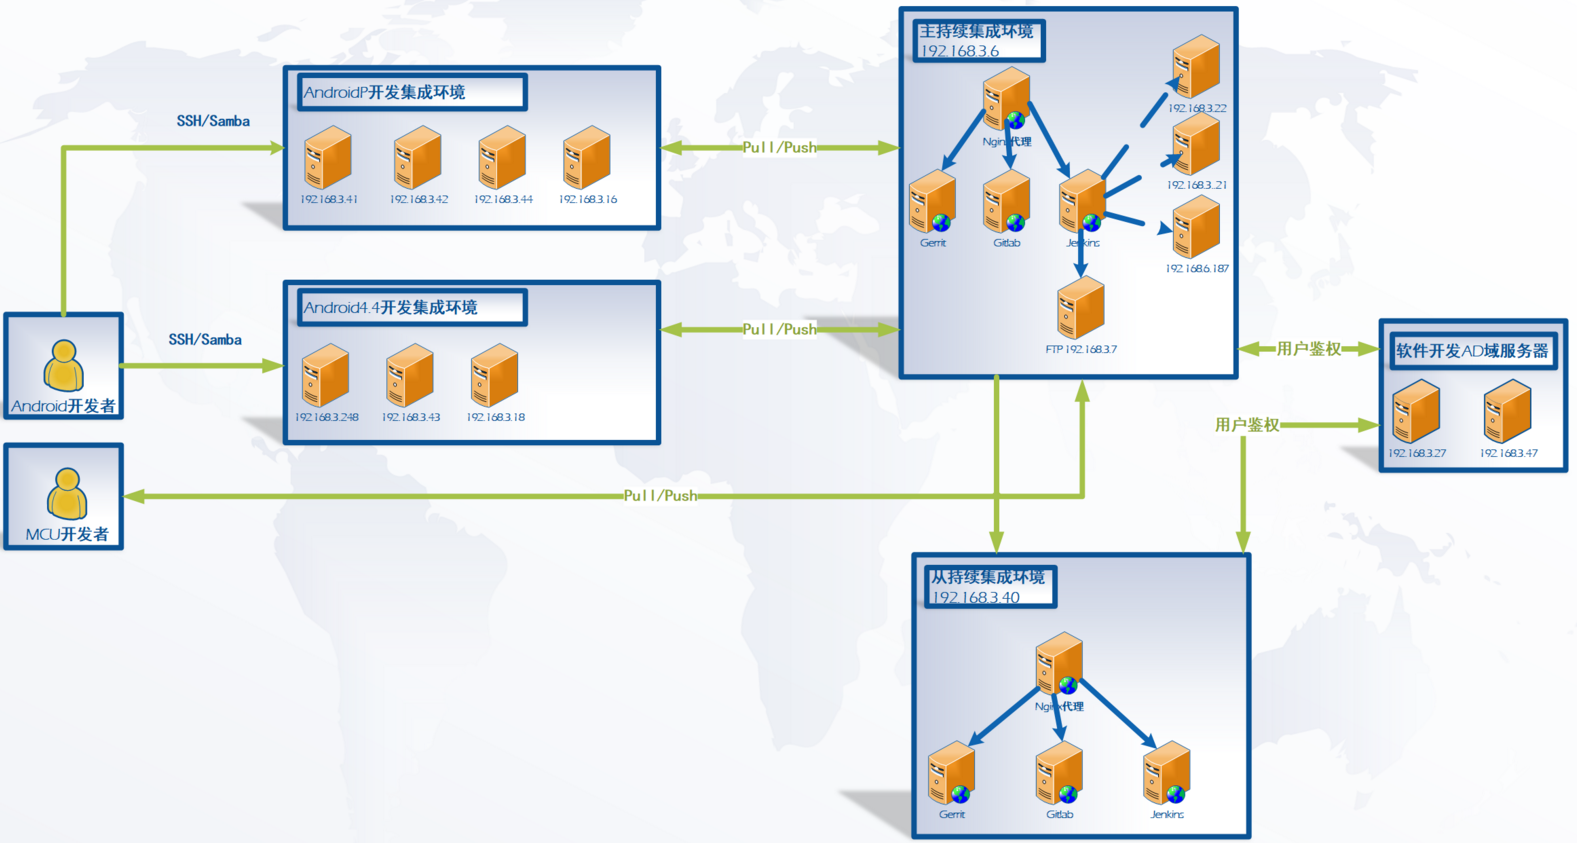 主持续集成环境
192.168.3.6
Nginx代理
Gerrit
Gitlab
Jenkins
FTP 192.168.3.7
192.168.3.22
192.168.3..21
192.168.6.187
AndroidP开发集成环境
192.168.3.41
192.168.3.42
192.168.3.44
192.168.3.16
SSH/Samba
Pull/Push
Android4.4开发集成环境
192.168.3.248
192.168.3.43
192.168.3.18
SSH/Samba
Pull/Push
Android开发者
MCU开发者
Pull/Push
用户鉴权
用户鉴权
软件开发AD域服务器
192.168.3.27
192.168.3.47
从持续集成环境
192.168.3.40
Nginx代理
Gerrit
Gitlab
Jenkins